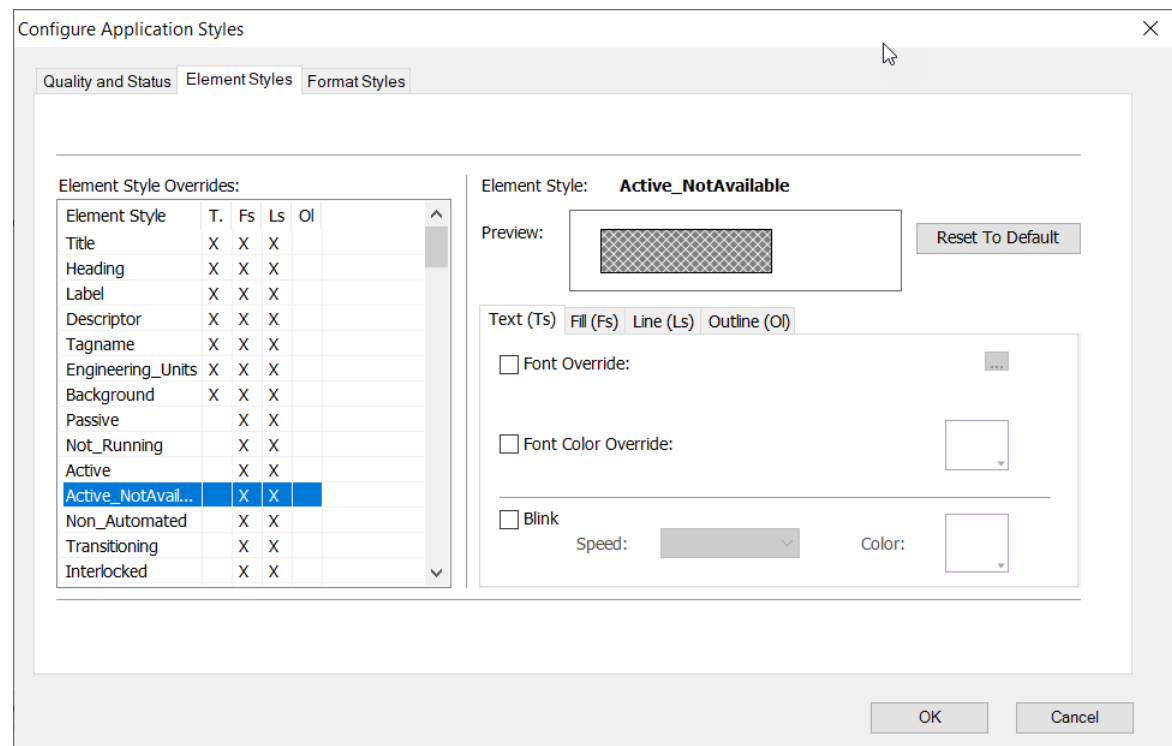 Configure Application Styles
Quality and Status Element Styles Format Styles
Element Style Overrides:
Element Style T. Fs Ls Ol
Title X X X
Heading X X X
Label X X X
Descriptor X X X
Tagname X X X
Engineering_Units X X X
Background X X X
Passive X X
Not_Running X X
Active X X
Active_NotAvail... X X
Non_Automated X X
Transitioning X X
Interlocked X X
Element Style: Active_NotAvailable
Preview:
Reset To Default
Text (Ts) Fill (Fs) Line (Ls) Outline (Ol)
Font Override:
...
Font Color Override:
Blink
Speed: Color:
OK Cancel